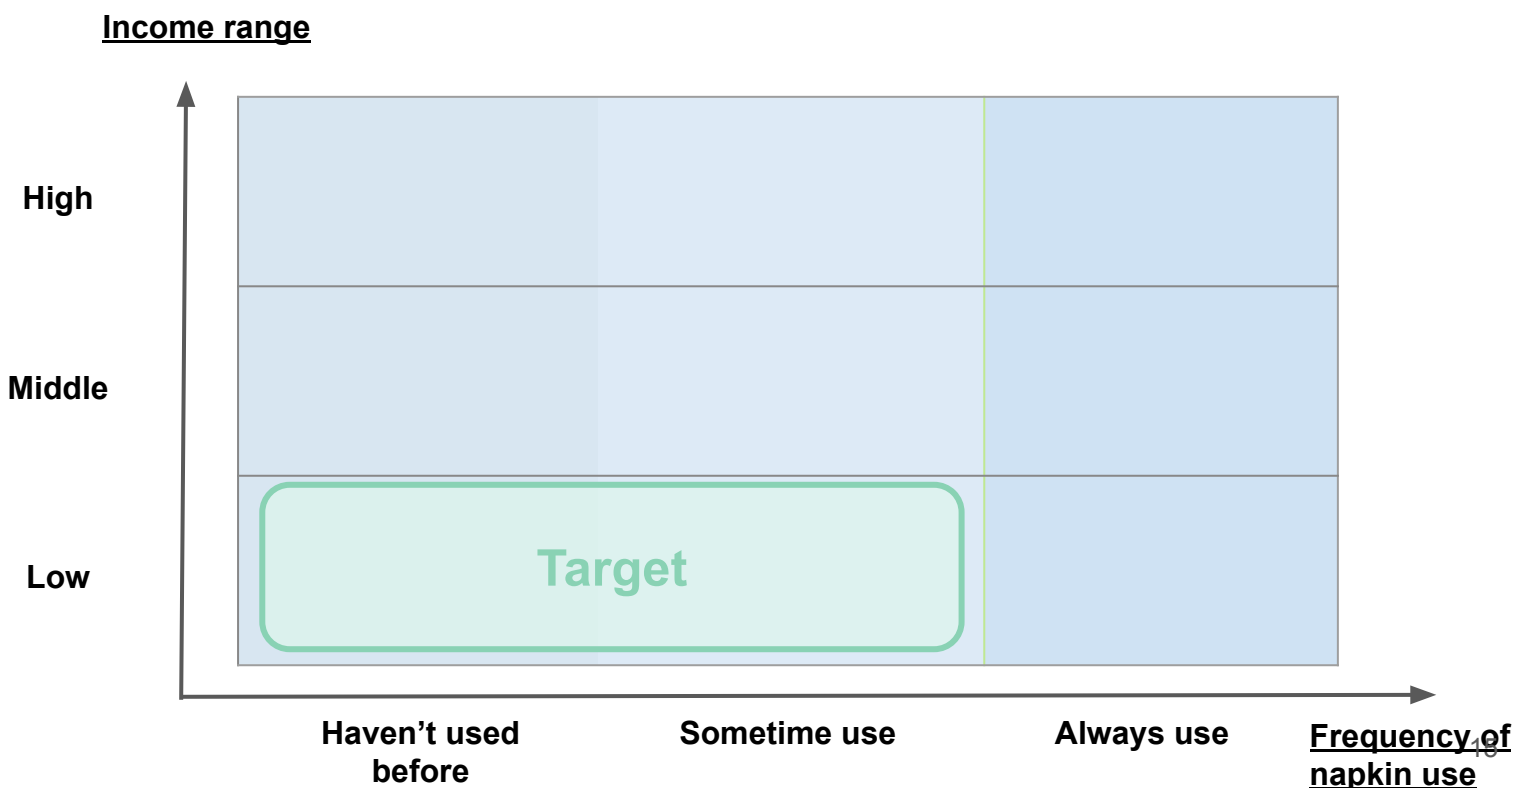 Income range
High
Middle
Low
Target
Haven’t used
before
Sometime use
Always use
Frequency of
napkin use